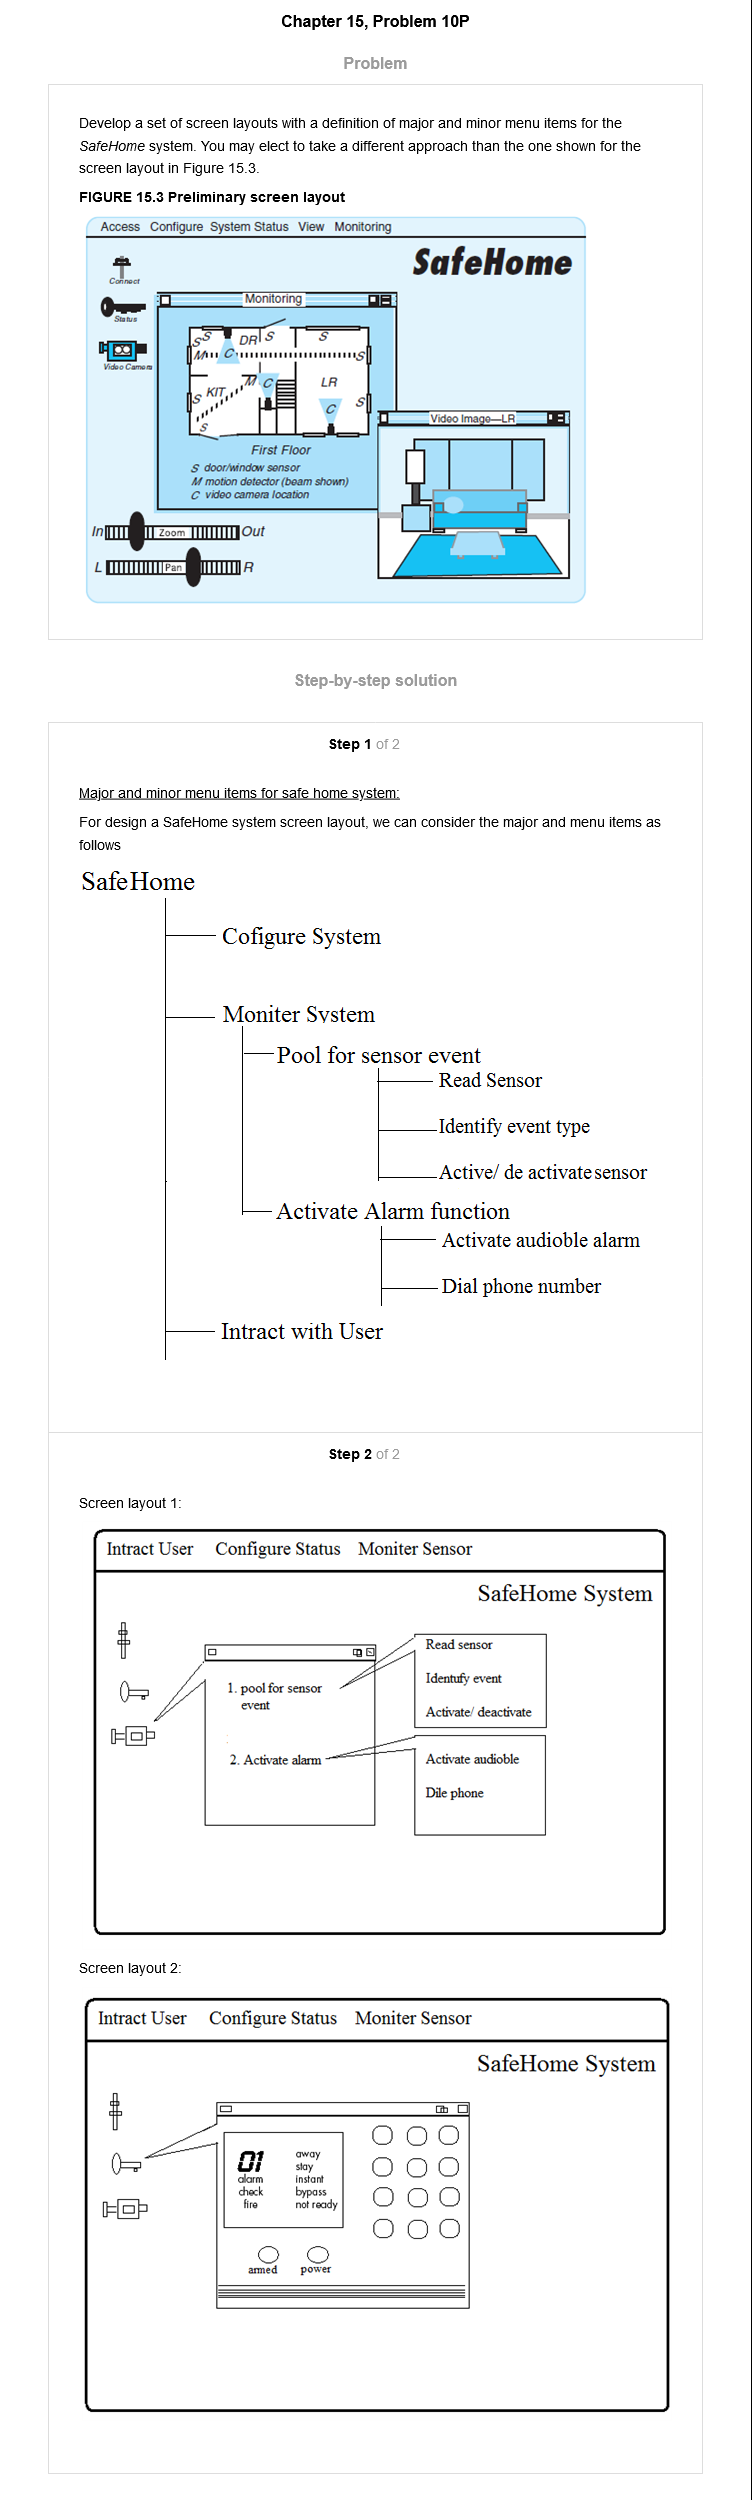 Chapter 15, Problem 10P
Problem
Develop a set of screen layouts with a definition of major and minor menu items for the
SafeHome system. You may elect to take a different approach than the one shown for the
screen layout in Figure 15.3.
FIGURE 15.3 Preliminary screen layout
Access Configure System Status View Monitoring
SafeHome
Connect
Status
Video Camera
Monitoring
S S DR S S
M C S
KIT M C LR
S C S
S
First Floor
S door/window sensor
M motion detector (beam shown)
C video camera location
Video Image—LR
In Zoom Out
L Pan R
Step-by-step solution
Step 1 of 2
Major and minor menu items for safe home system:
For design a SafeHome system screen layout, we can consider the major and menu items as
follows
SafeHome
Cofigure System
Moniter System
Pool for sensor event
Read Sensor
Identify event type
Active/ de activate sensor
Activate Alarm function
Activate audioble alarm
Dial phone number
Intract with User
Step 2 of 2
Screen layout 1:
Intract User Configure Status Moniter Sensor
SafeHome System
1. pool for sensor
event
2. Activate alarm
Read sensor
Identufy event
Activate/ deactivate
Activate audioble
Dile phone
Screen layout 2:
Intract User Configure Status Moniter Sensor
SafeHome System
01
alarm
check
fire
away
stay
instant
bypass
not ready
armed power